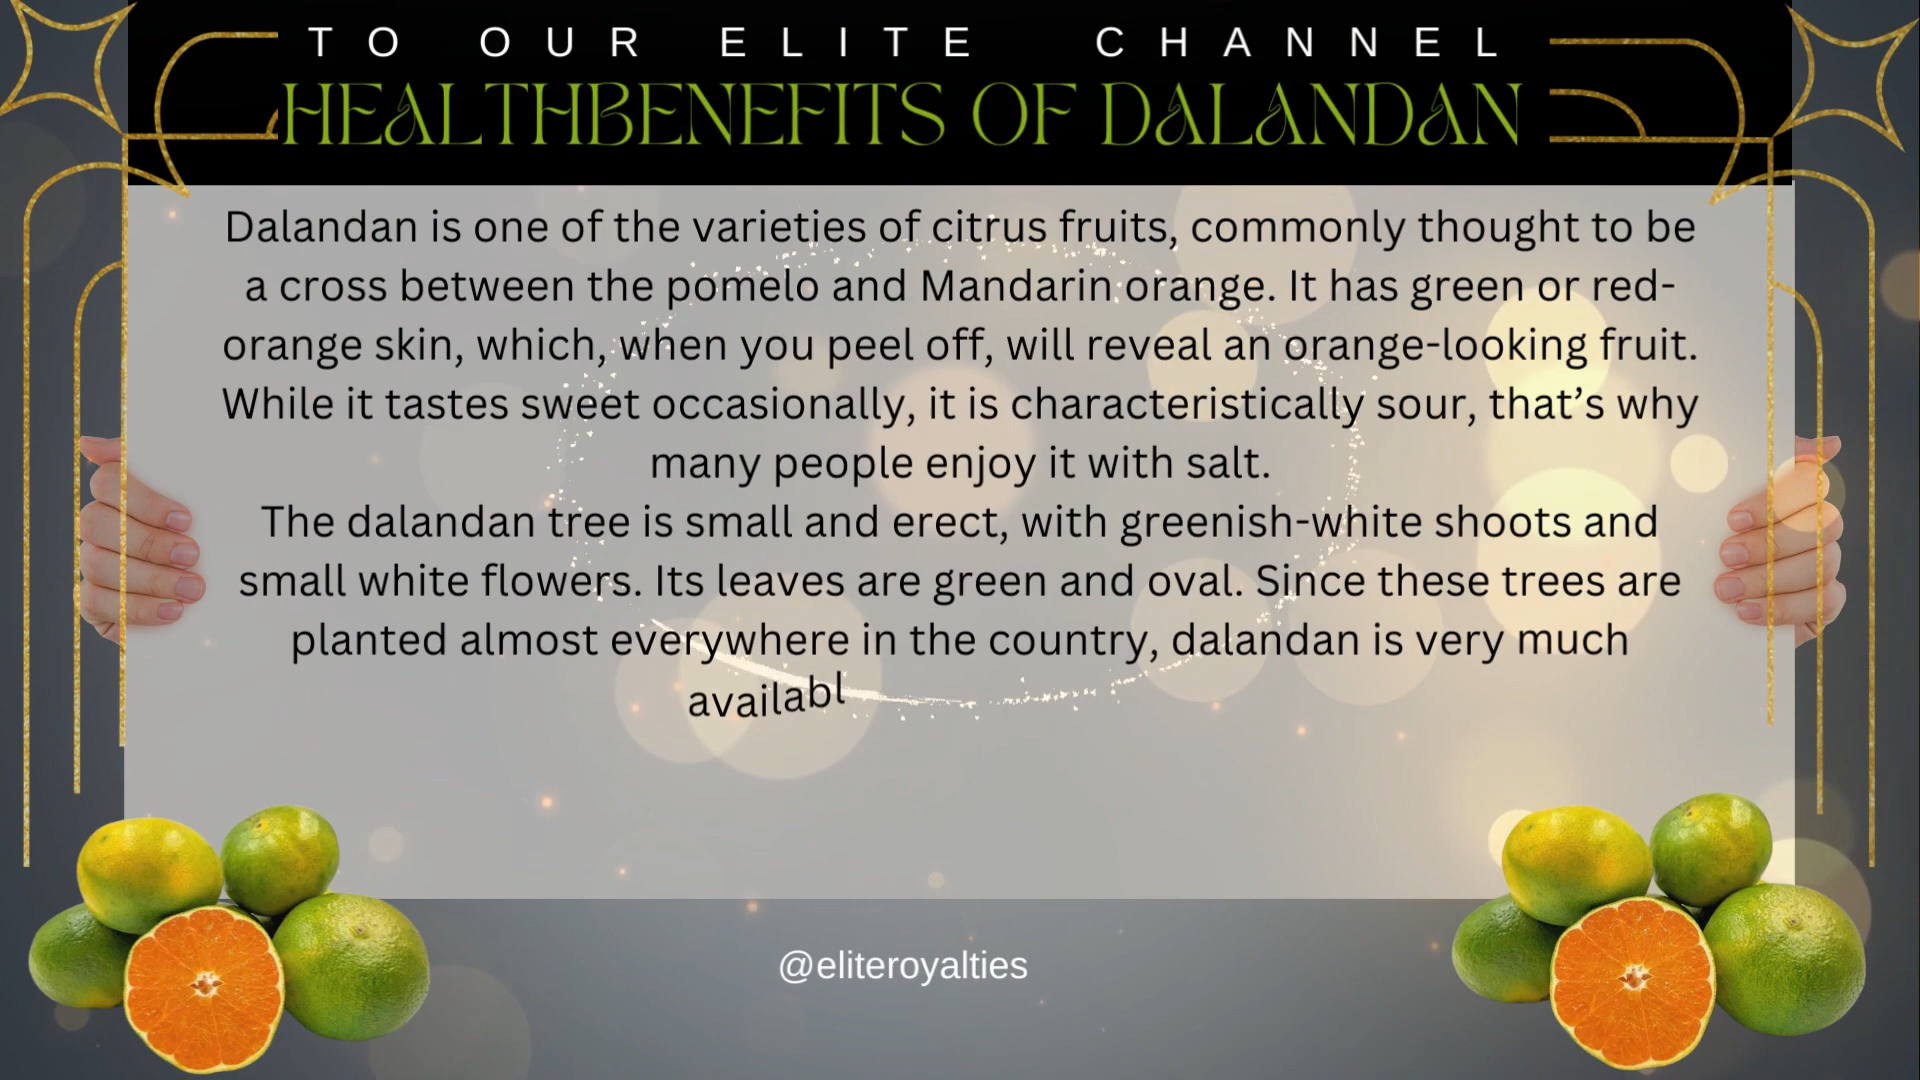 TO OUR ELITE CHANNEL
HEALTHBENEFITS OF DALANDAN
Dalandan is one of the varieties of citrus fruits, commonly thought to be
a cross between the pomelo and Mandarin orange. It has green or red-
orange skin, which, when you peel off, will reveal an orange-looking fruit.
While it tastes sweet occasionally, it is characteristically sour, that’s why
many people enjoy it with salt.
The dalandan tree is small and erect, with greenish-white shoots and
small white flowers. Its leaves are green and oval. Since these trees are
planted almost everywhere in the country, dalandan is very much
availabl
@eliteroyalties